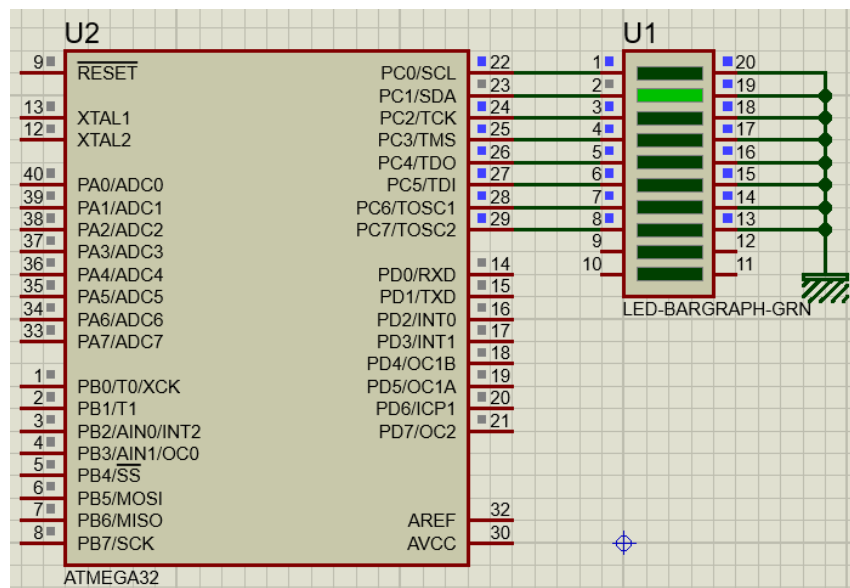 U2
9
RESET
13
XTAL1
12
XTAL2
40
PA0/ADC0
39
PA1/ADC1
38
PA2/ADC2
37
PA3/ADC3
36
PA4/ADC4
35
PA5/ADC5
34
PA6/ADC6
33
PA7/ADC7
1
PB0/T0/XCK
2
PB1/T1
3
PB2/AIN0/INT2
4
PB3/AIN1/OC0
5
PB4/SS
6
PB5/MOSI
7
PB6/MISO
8
PB7/SCK
PC0/SCL
22
PC1/SDA
23
PC2/TCK
24
PC3/TMS
25
PC4/TDO
26
PC5/TDI
27
PC6/TOSC1
28
PC7/TOSC2
29
PD0/RXD
14
PD1/TXD
15
PD2/INT0
16
PD3/INT1
17
PD4/OC1B
18
PD5/OC1A
19
PD6/ICP1
20
PD7/OC2
21
AREF
32
AVCC
30
ATMEGA32
U1
1
20
2
19
3
18
4
17
5
16
6
15
7
14
8
13
9
12
10
11
LED-BARGRAPH-GRN